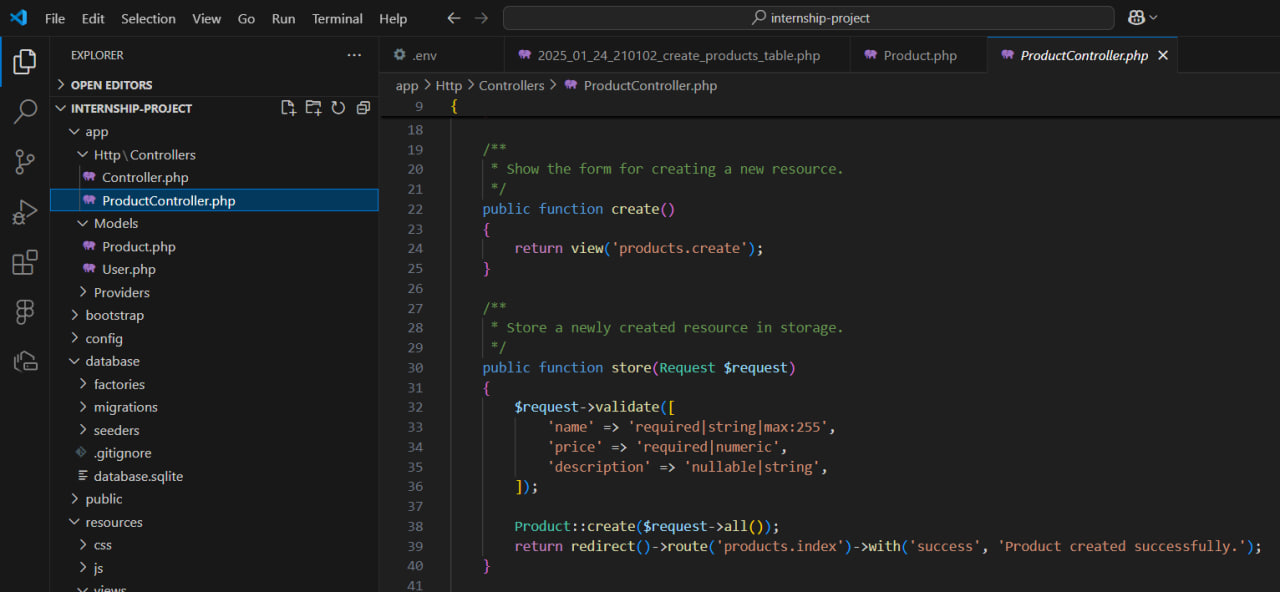 File Edit Selection View Go Run Terminal Help
internship-project
EXPLORER
OPEN EDITORS
INTERNSHIP-PROJECT
app
Http\Controllers
Controller.php
ProductController.php
Models
Product.php
User.php
Providers
bootstrap
config
database
factories
migrations
seeders
.gitignore
database.sqlite
public
resources
css
js
views
.env
2025_01_24_210102_create_products_table.php
Product.php
ProductController.php
app > Http > Controllers > ProductController.php
9 {
18
19 /**
20 * Show the form for creating a new resource.
21 */
22 public function create()
23 {
24 return view('products.create');
25 }
26
27 /**
28 * Store a newly created resource in storage.
29 */
30 public function store(Request $request)
31 {
32 $request->validate([
33 'name' => 'required|string|max:255',
34 'price' => 'required|numeric',
35 'description' => 'nullable|string',
36 ]);
37
38 Product::create($request->all());
39 return redirect()->route('products.index')->with('success', 'Product created successfully.');
40 }
41